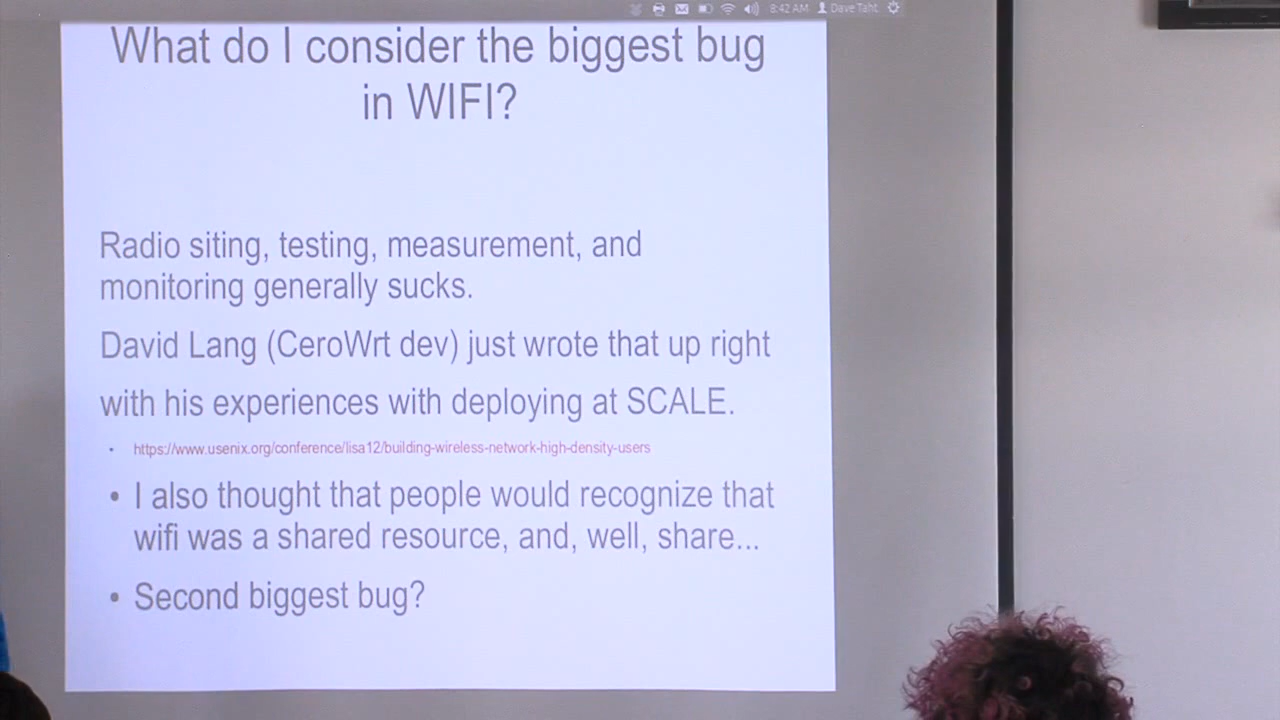 8:42 AM Dave Taht
What do I consider the biggest bug
in WIFI?
Radio siting, testing, measurement, and
monitoring generally sucks.
David Lang (CeroWrt dev) just wrote that up right
with his experiences with deploying at SCALE.
• https://www.usenix.org/conference/lisa12/building-wireless-network-high-density-users
• I also thought that people would recognize that
wifi was a shared resource, and, well, share...
• Second biggest bug?